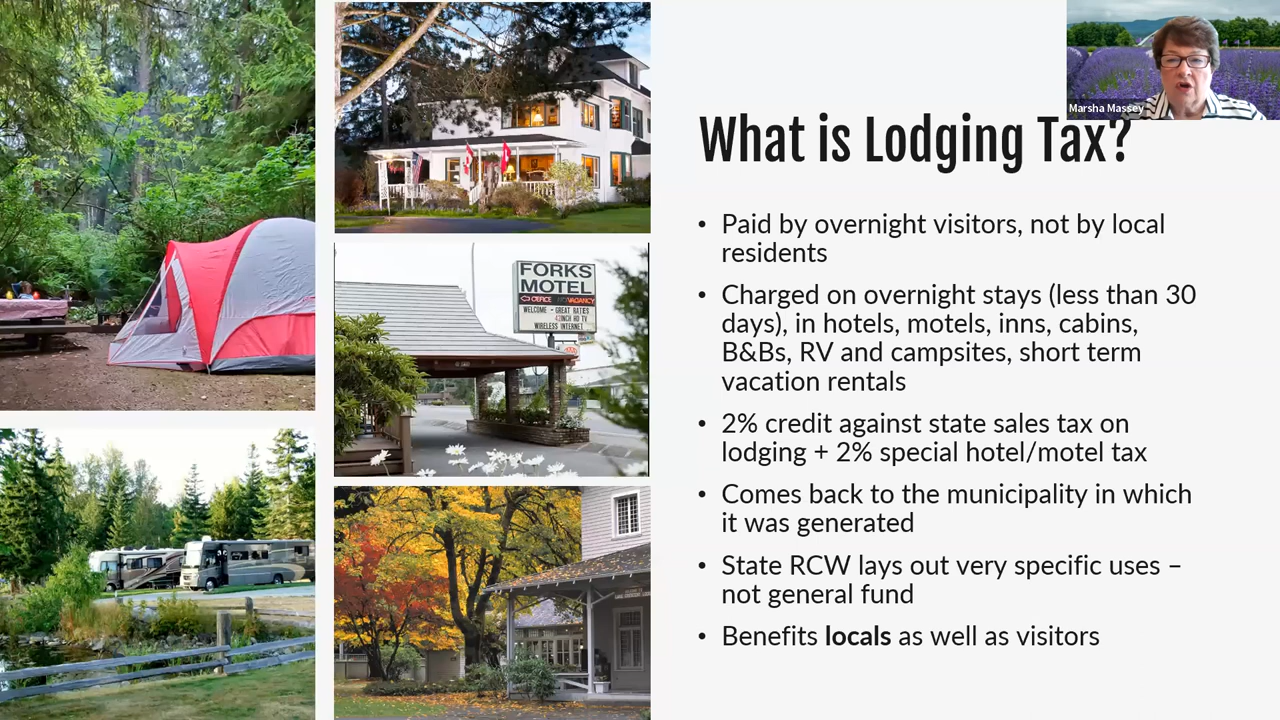 Marsha Massey
What is Lodging Tax?
• Paid by overnight visitors, not by local
residents
• Charged on overnight stays (less than 30
days), in hotels, motels, inns, cabins,
B&Bs, RV and campsites, short term
vacation rentals
• 2% credit against state sales tax on
lodging + 2% special hotel/motel tax
• Comes back to the municipality in which
it was generated
• State RCW lays out very specific uses –
not general fund
• Benefits locals as well as visitors
FORKS
MOTEL
OFFICE VACANCY
WELCOME - GREAT RATES
42INCH HD TV
WIRELESS INTERNET